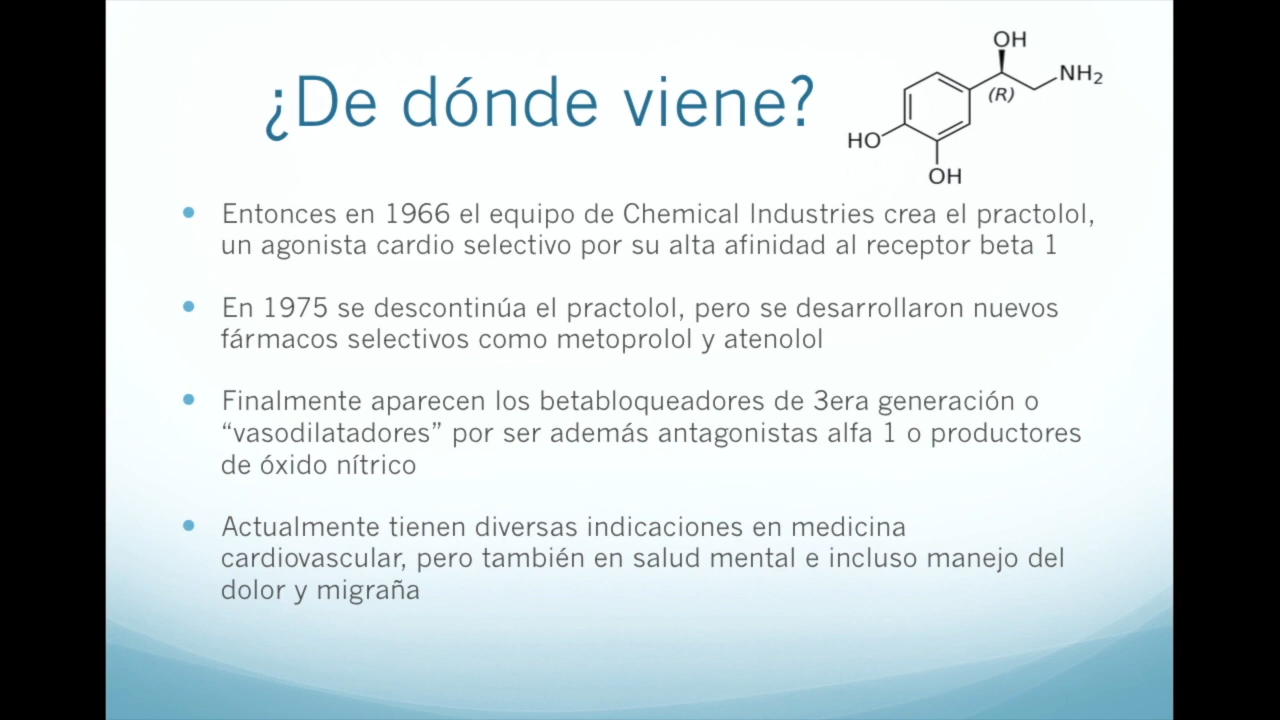 ¿De dónde viene?
OH
NH2
(R)
HO
OH
Entonces en 1966 el equipo de Chemical Industries crea el practolol,
un agonista cardio selectivo por su alta afinidad al receptor beta 1
En 1975 se descontinúa el practolol, pero se desarrollaron nuevos
fármacos selectivos como metoprolol y atenolol
Finalmente aparecen los betabloqueadores de 3era generación o
“vasodilatadores” por ser además antagonistas alfa 1 o productores
de óxido nítrico
Actualmente tienen diversas indicaciones en medicina
cardiovascular, pero también en salud mental e incluso manejo del
dolor y migraña